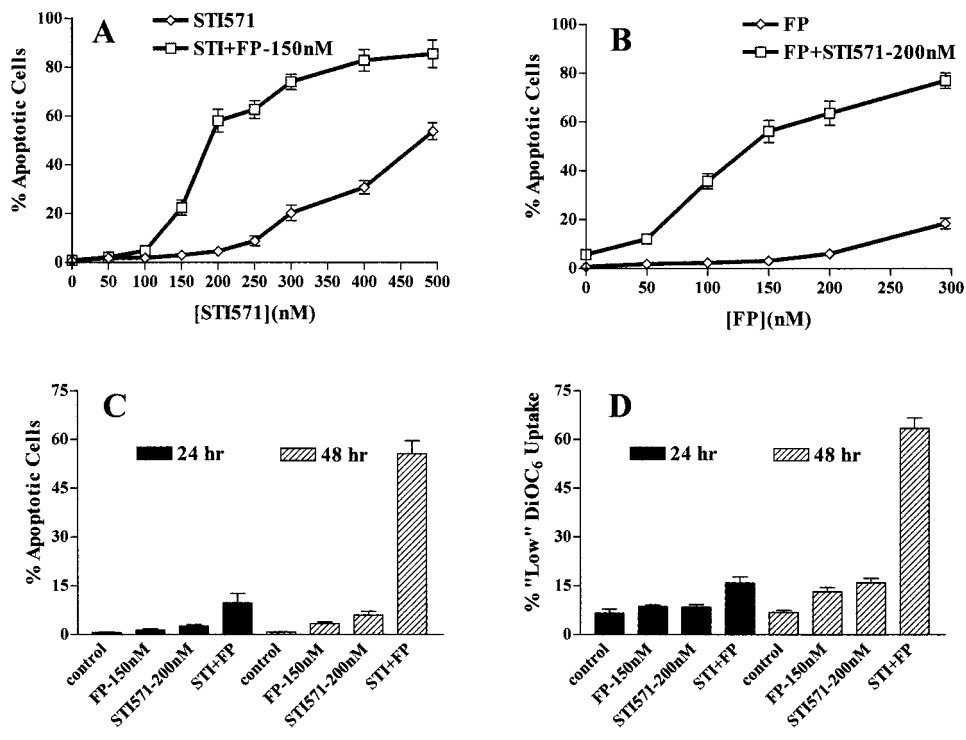 A
STI571
STI+FP-150nM
% Apoptotic Cells
100
80
60
40
20
0
0 50 100 150 200 250 300 350 400 450 500
[STI571](nM)
B
FP
FP+STI571-200nM
% Apoptotic Cells
100
80
60
40
20
0
0 50 100 150 200 250 300
[FP](nM)
C
24 hr
48 hr
% Apoptotic Cells
75
60
45
30
15
0
control
FP-150nM
STI571-200nM
STI+FP
control
FP-150nM
STI571-200nM
STI+FP
D
24 hr
48 hr
% "Low" DiOC6 Uptake
75
60
45
30
15
0
control
FP-150nM
STI571-200nM
STI+FP
control
FP-150nM
STI571-200nM
STI+FP